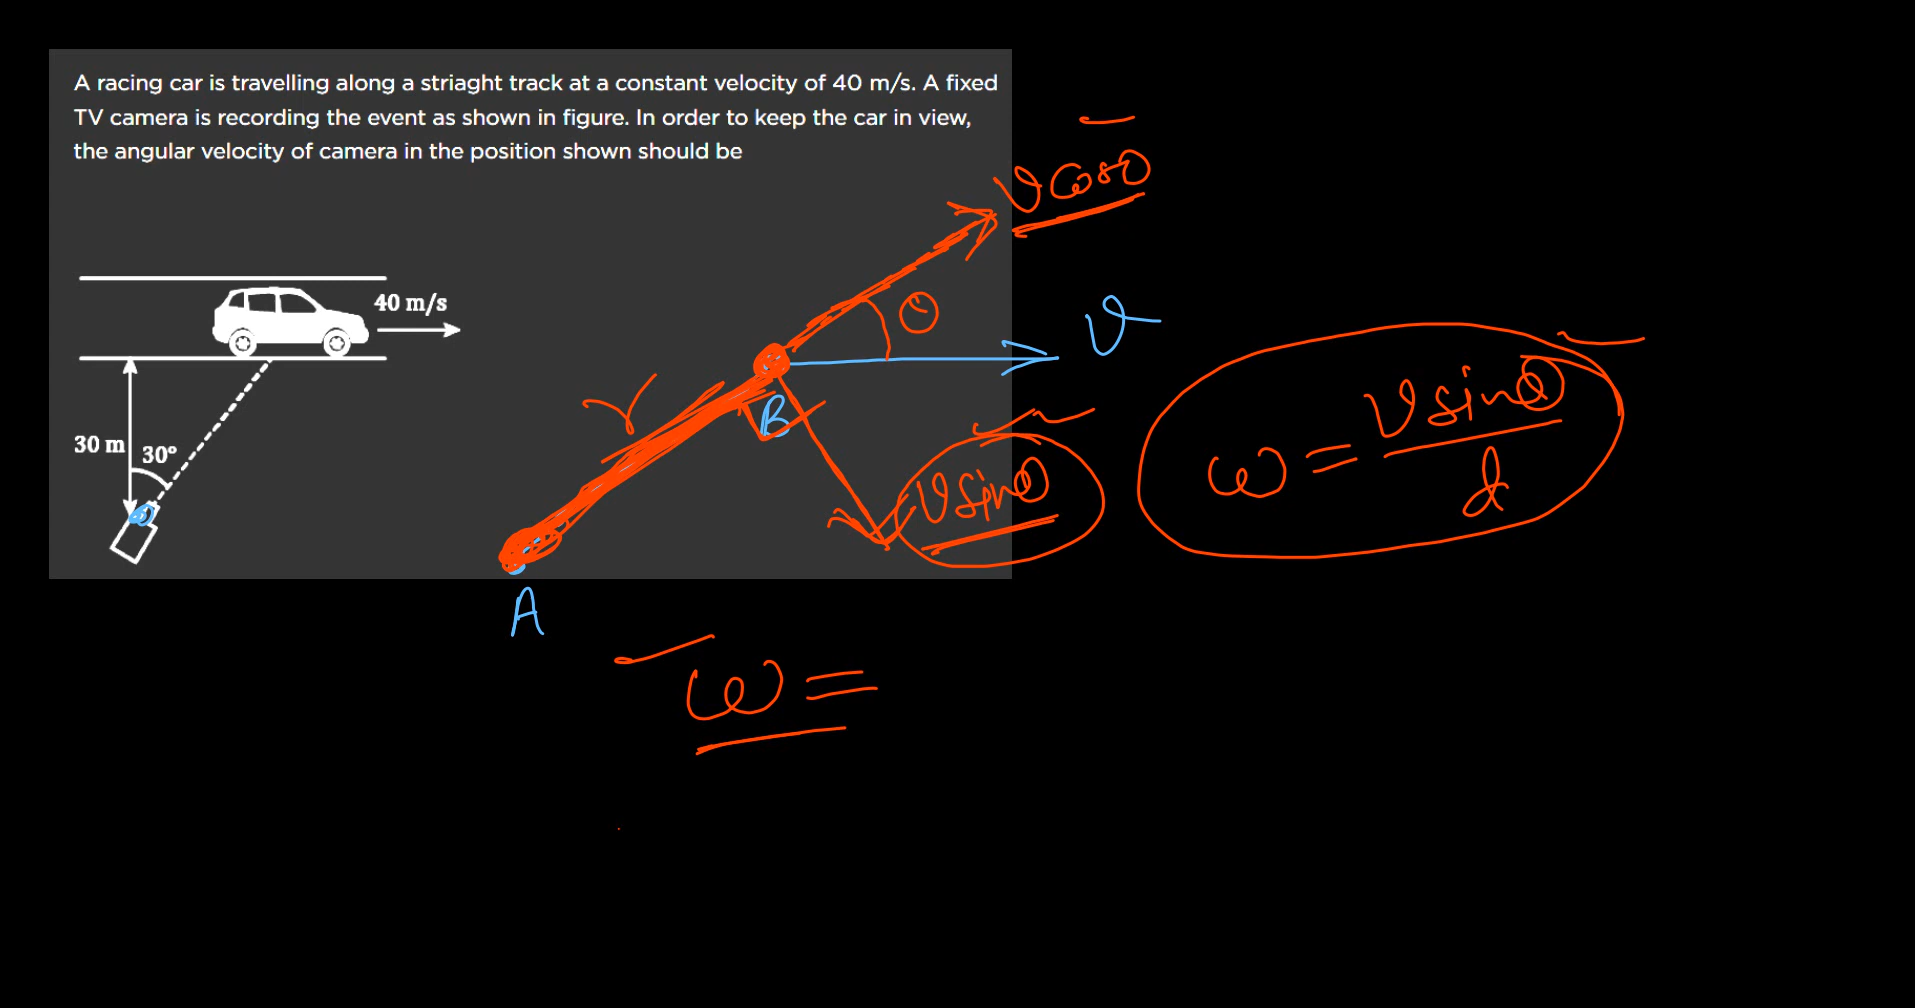 A racing car is travelling along a striaght track at a constant velocity of 40 m/s. A fixed
TV camera is recording the event as shown in figure. In order to keep the car in view,
the angular velocity of camera in the position shown should be
v cosθ
40 m/s
θ
v
r
B
30 m
30°
v sinθ
ω = v sinθ / d
A
ω =